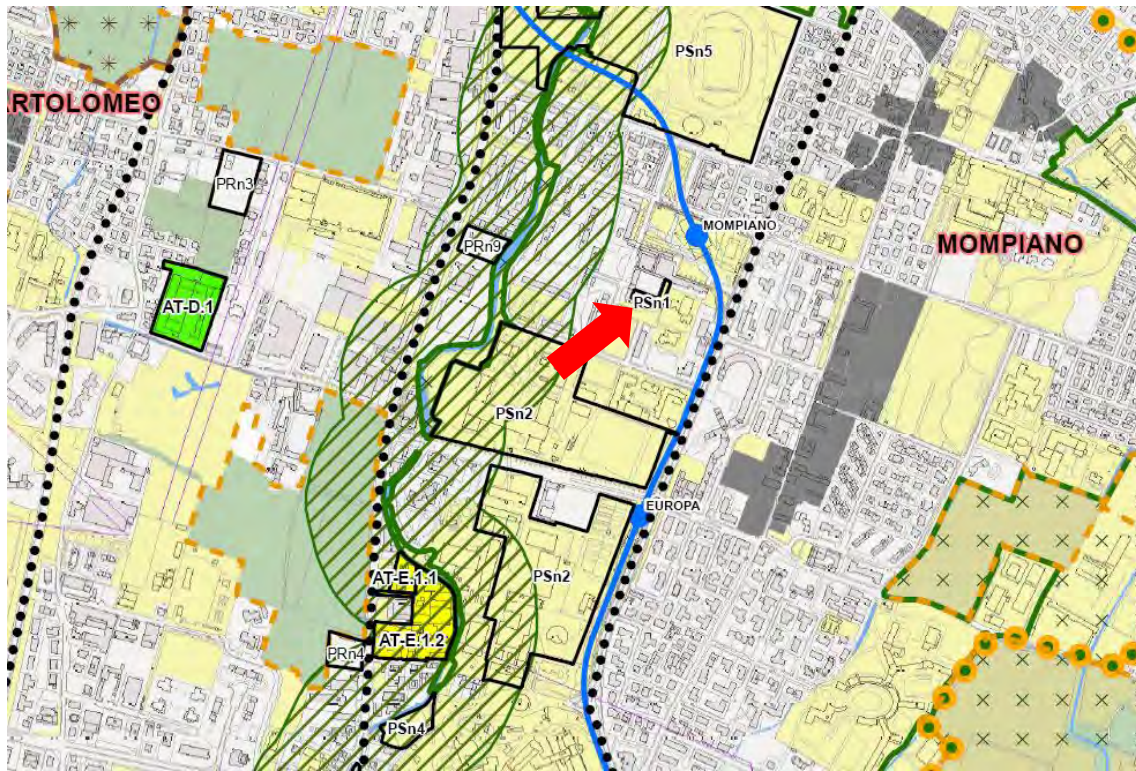 PSn5
ARTOLOMEO
PRn3
MOMPIANO
PRn9
MOMPIANO
AT-D.1
PSn1
PSn2
EUROPA
AT-E.1.1
PSn2
AT-E.1.2
PRn4
PSn4